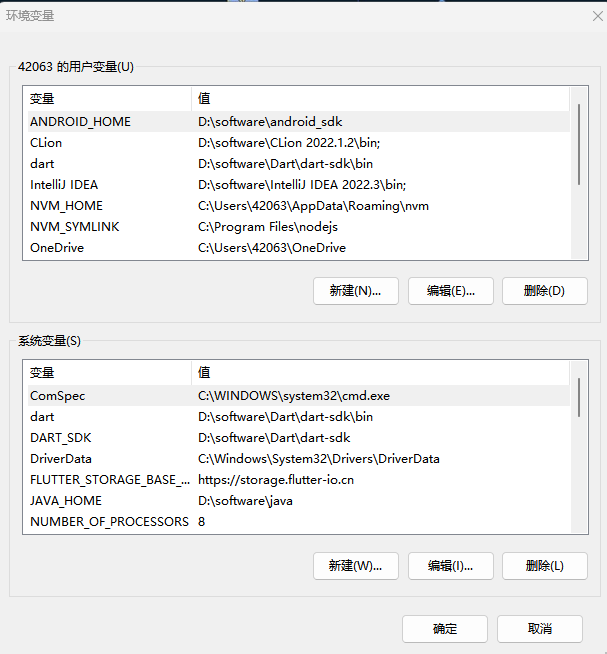 环境变量
42063 的用户变量(U)
变量 值
ANDROID_HOME D:\software\android_sdk
CLion D:\software\CLion 2022.1.2\bin;
dart D:\software\Dart\dart-sdk\bin
IntelliJ IDEA D:\software\IntelliJ IDEA 2022.3\bin;
NVM_HOME C:\Users\42063\AppData\Roaming\nvm
NVM_SYMLINK C:\Program Files\nodejs
OneDrive C:\Users\42063\OneDrive
新建(N)... 编辑(E)... 删除(D)
系统变量(S)
变量 值
ComSpec C:\WINDOWS\system32\cmd.exe
dart D:\software\Dart\dart-sdk\bin
DART_SDK D:\software\Dart\dart-sdk
DriverData C:\Windows\System32\Drivers\DriverData
FLUTTER_STORAGE_BASE_... https://storage.flutter-io.cn
JAVA_HOME D:\software\java
NUMBER_OF_PROCESSORS 8
新建(W)... 编辑(I)... 删除(L)
确定 取消